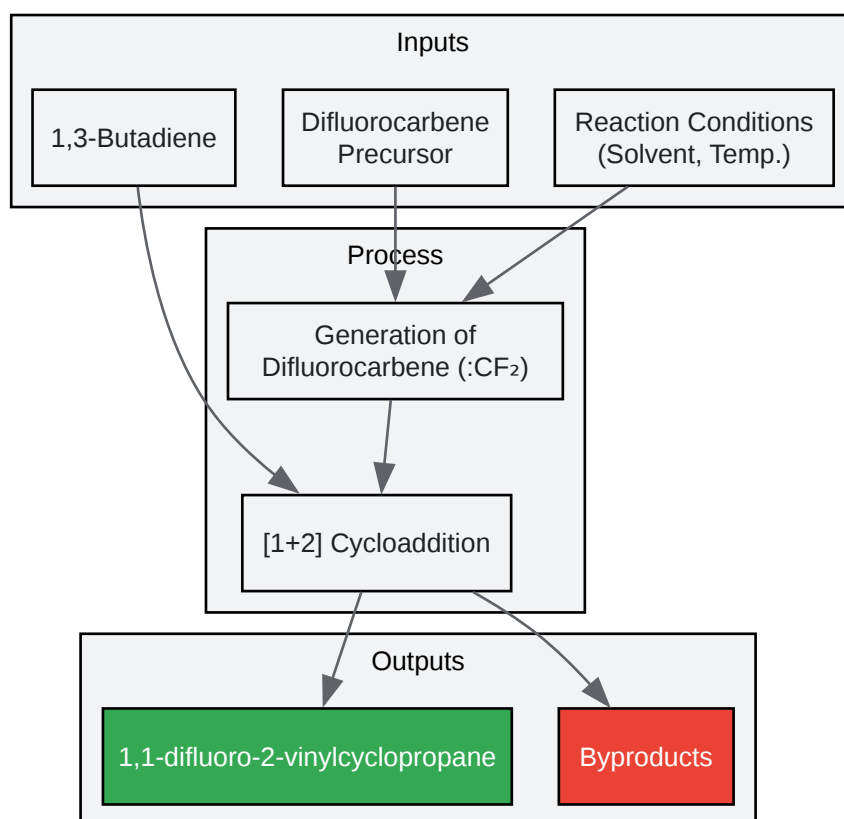 Inputs
1,3-Butadiene
Difluorocarbene
Precursor
Reaction Conditions
(Solvent, Temp.)
Process
Generation of
Difluorocarbene (:CF₂)
[1+2] Cycloaddition
Outputs
1,1-difluoro-2-vinylcyclopropane
Byproducts